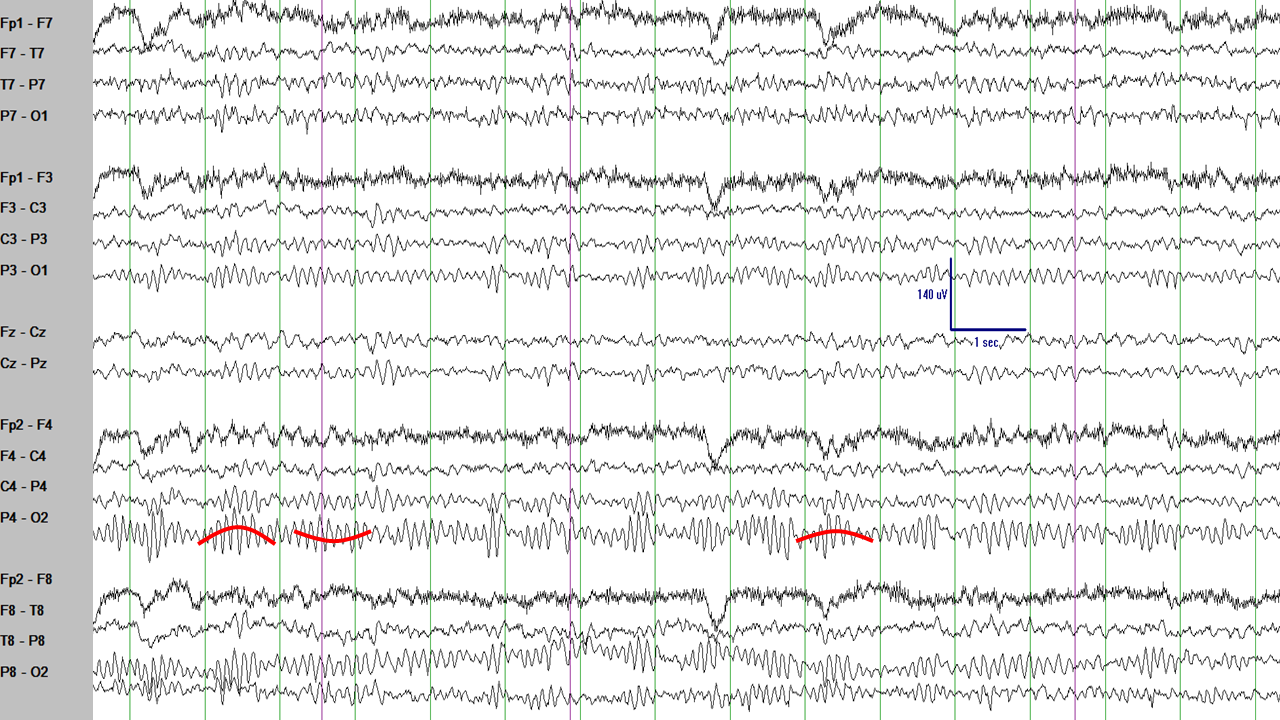 Fp1 - F7
F7 - T7
T7 - P7
P7 - O1
Fp1 - F3
F3 - C3
C3 - P3
P3 - O1
140 uV
Fz - Cz
1 sec
Cz - Pz
Fp2 - F4
F4 - C4
C4 - P4
P4 - O2
Fp2 - F8
F8 - T8
T8 - P8
P8 - O2